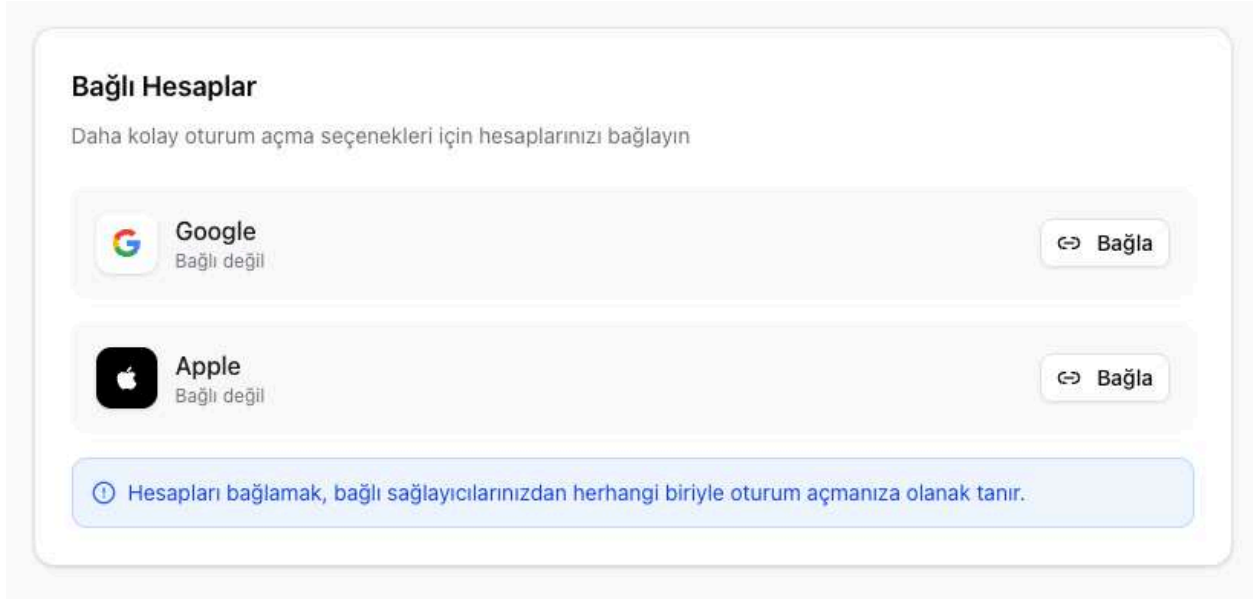 Bağlı Hesaplar
Daha kolay oturum açma seçenekleri için hesaplarınızı bağlayın
Google
Bağlı değil
Bağla
Apple
Bağlı değil
Bağla
Hesapları bağlamak, bağlı sağlayıcılarınızdan herhangi biriyle oturum açmanıza olanak tanır.